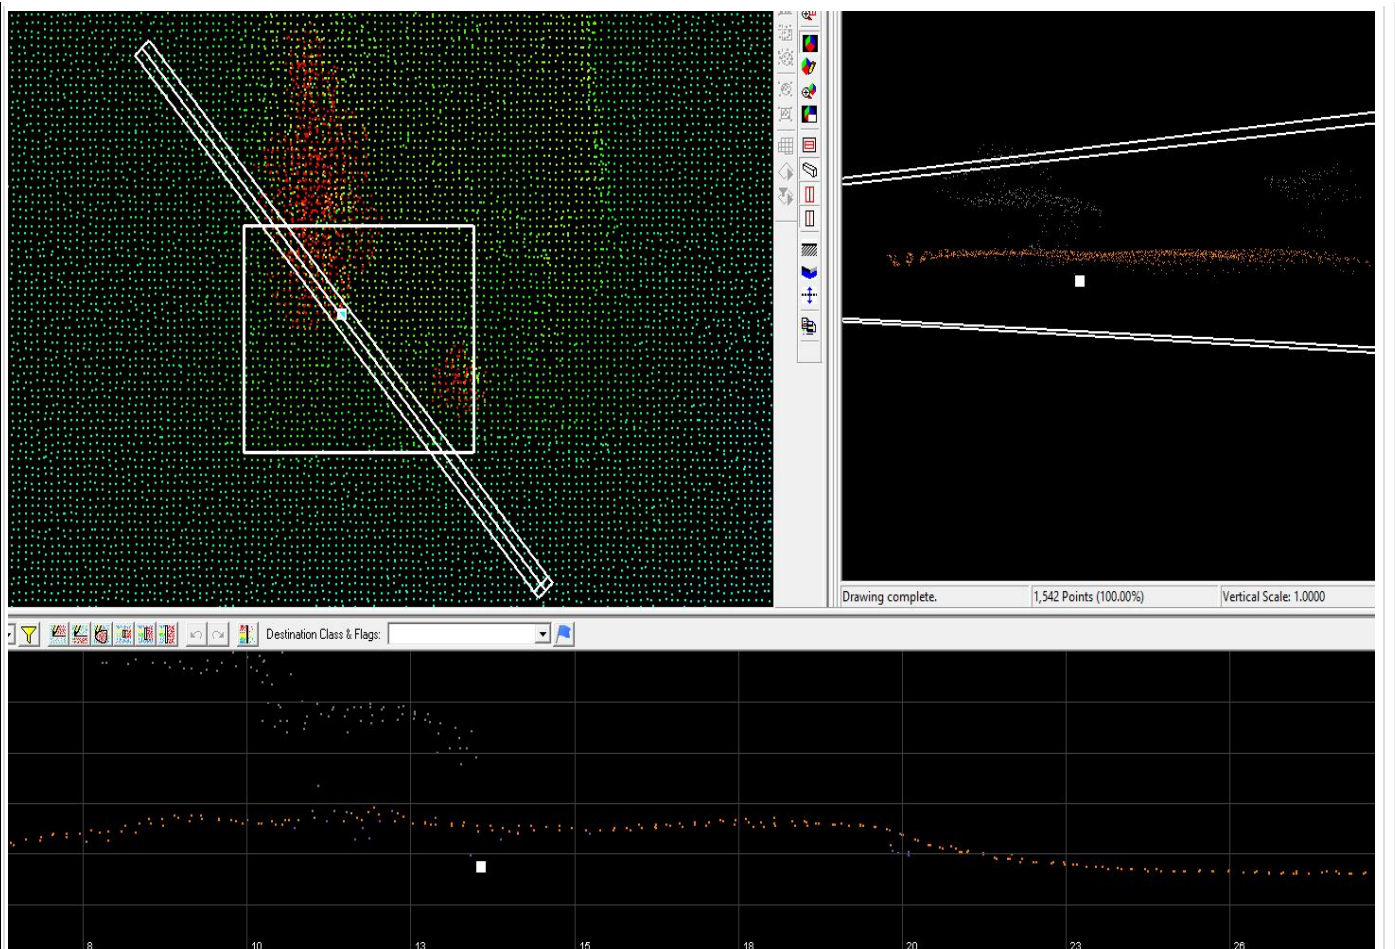 Drawing complete.
1,542 Points (100.00%)
Vertical Scale: 1.0000
Destination Class & Flags:
8
10
13
15
18
20
23
26